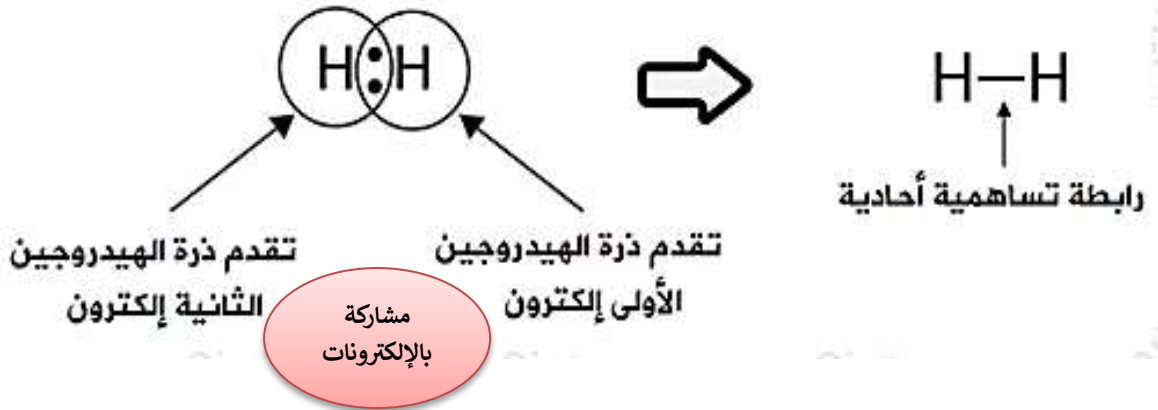 H:H
H—H
رابطة تساهمية أحادية
تقدم ذرة الهيدروجين
الأولى إلكترون
تقدم ذرة الهيدروجين
الثانية إلكترون
مشاركة
بالإلكترونات